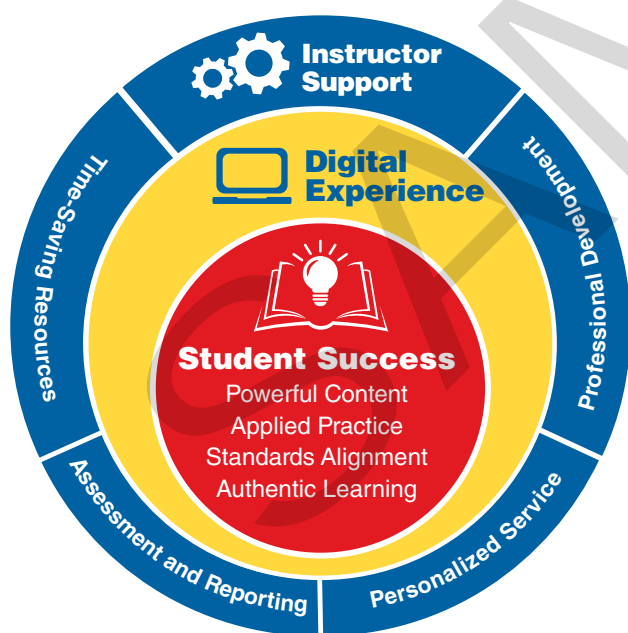 Instructor
Support
Digital
Experience
Student Success
Powerful Content
Applied Practice
Standards Alignment
Authentic Learning
Time-Saving Resources
Assessment and Reporting
Personalized Service
Professional Development